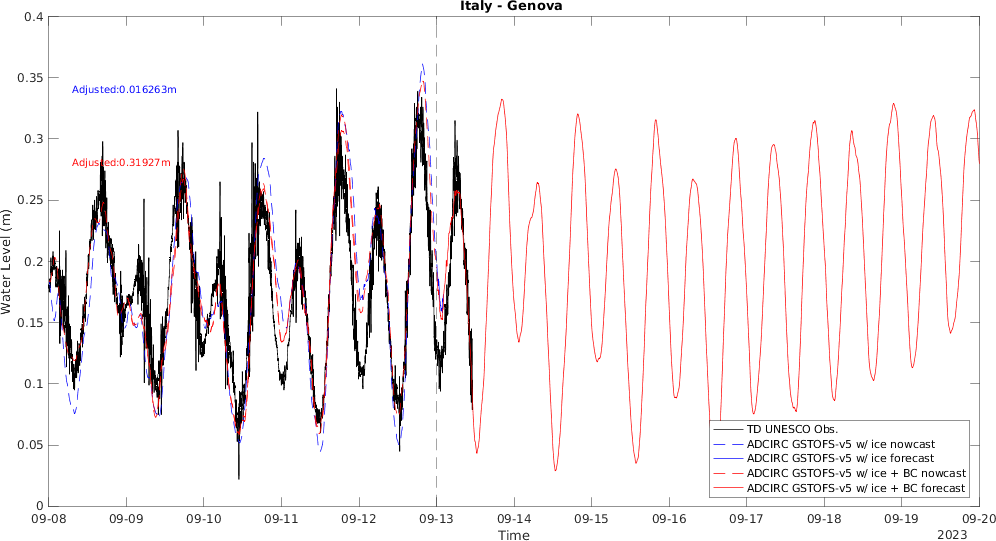 Italy - Genova
0.4
0.35
0.3
0.25
0.2
0.15
0.1
0.05
0
Water Level (m)
Adjusted:0.016263m
Adjusted:0.31927m
TD UNESCO Obs.
ADCIRC GSTOFS-v5 w/ ice nowcast
ADCIRC GSTOFS-v5 w/ ice forecast
ADCIRC GSTOFS-v5 w/ ice + BC nowcast
ADCIRC GSTOFS-v5 w/ ice + BC forecast
09-08 09-09 09-10 09-11 09-12 09-13 09-14 09-15 09-16 09-17 09-18 09-19 09-20
Time
2023